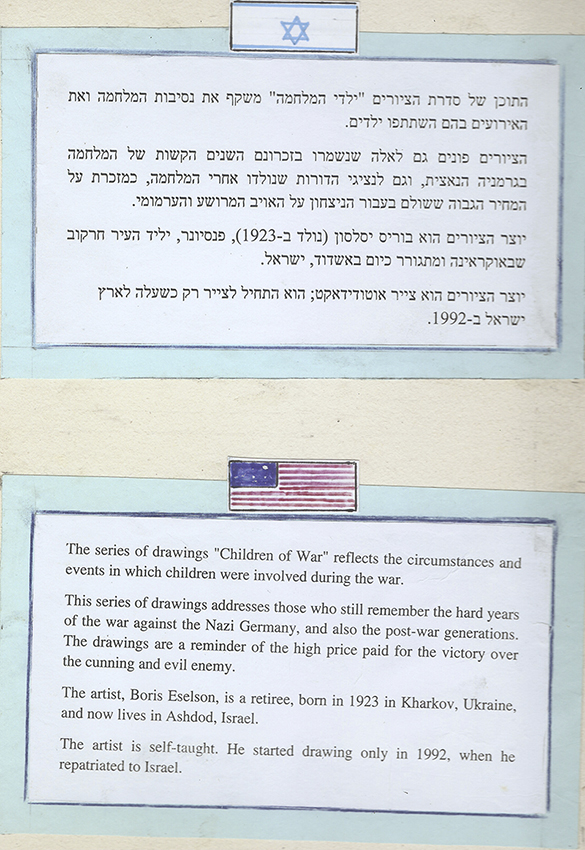 התוכן של סדרת הציורים "ילדי המלחמה" משקף את נסיבות המלחמה ואת
האירועים בהם השתתפו ילדים.
הציורים פונים גם לאלה שנשמרו בזכרונם השנים הקשות של המלחמה
בגרמניה הנאצית, וגם לנציגי הדורות שנולדו אחרי המלחמה, כמזכרת על
המחיר הגבוה ששולם בעבור הניצחון על האויב המרושע והערמומי.
יוצר הציורים הוא בוריס יסלסון (נולד ב-1923), פנסיונר, יליד העיר חרקוב
שבאוקראינה ומתגורר כיום באשדוד, ישראל.
יוצר הציורים הוא צייר אוטודידאקט; הוא התחיל לצייר רק כשעלה לארץ
ישראל ב-1992.
The series of drawings "Children of War" reflects the circumstances and
events in which children were involved during the war.
This series of drawings addresses those who still remember the hard years
of the war against the Nazi Germany, and also the post-war generations.
The drawings are a reminder of the high price paid for the victory over
the cunning and evil enemy.
The artist, Boris Eselson, is a retiree, born in 1923 in Kharkov, Ukraine,
and now lives in Ashdod, Israel.
The artist is self-taught. He started drawing only in 1992, when he
repatriated to Israel.